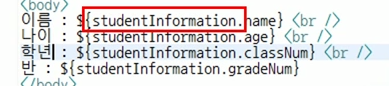 <body>
이름 : ${studentInformation.name} <br />
나이 : ${studentInformation.age} <br />
학년 : ${studentInformation.classNum} <br />
반 : ${studentInformation.gradeNum}
</body>